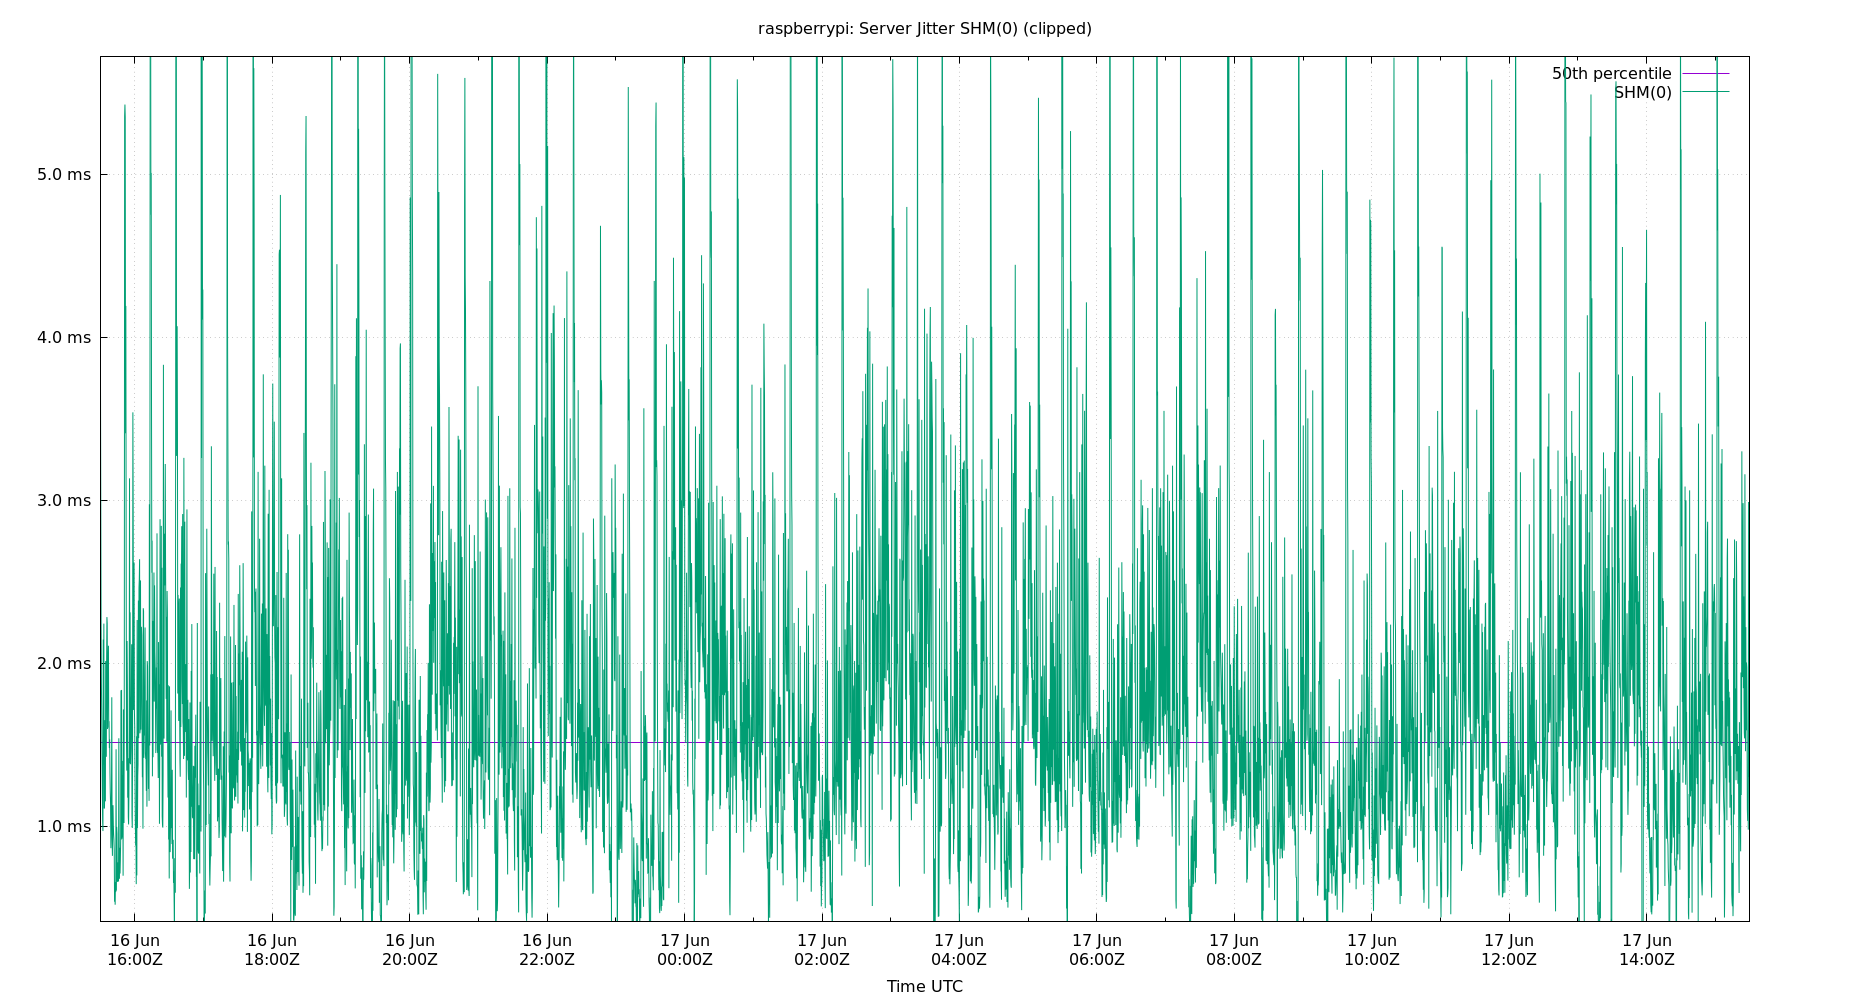 raspberrypi: Server Jitter SHM(0) (clipped)
50th percentile
SHM(0)
5.0 ms
4.0 ms
3.0 ms
2.0 ms
1.0 ms
16 Jun 16 Jun 16 Jun 16 Jun 17 Jun 17 Jun 17 Jun 17 Jun 17 Jun 17 Jun 17 Jun 17 Jun
16:00Z 18:00Z 20:00Z 22:00Z 00:00Z 02:00Z 04:00Z 06:00Z 08:00Z 10:00Z 12:00Z 14:00Z
Time UTC